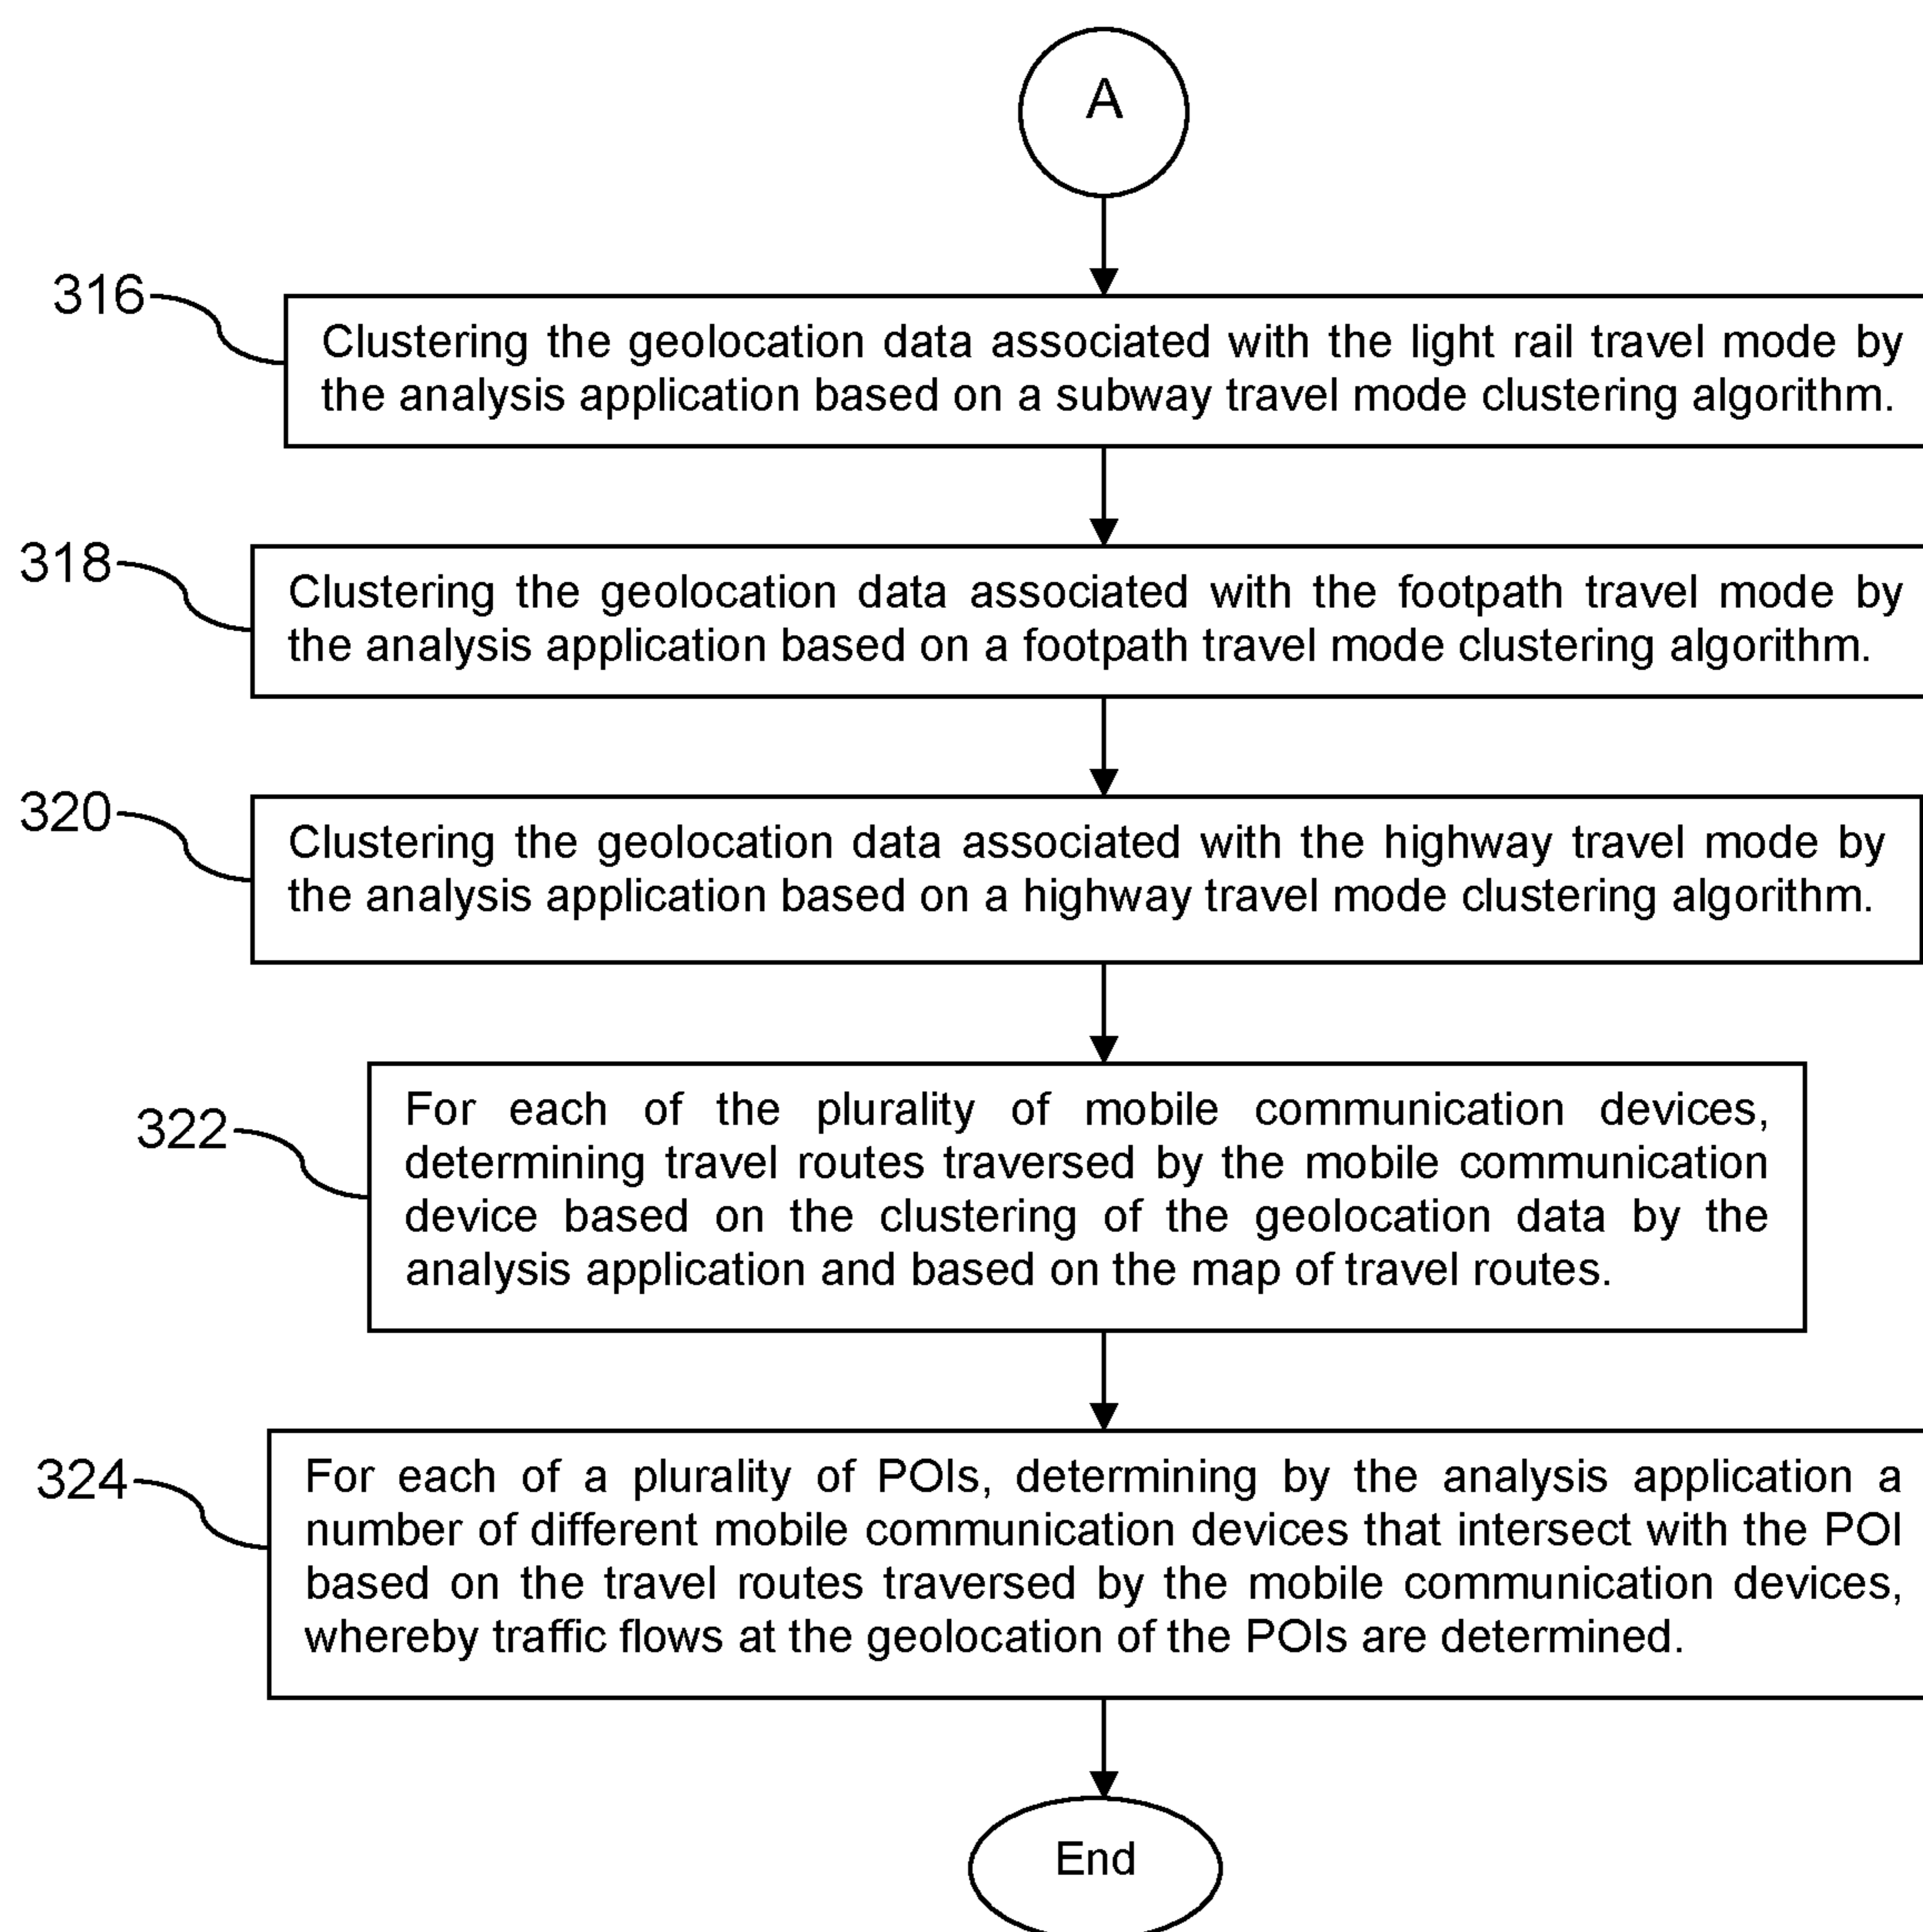 A
316
Clustering the geolocation data associated with the light rail travel mode by
the analysis application based on a subway travel mode clustering algorithm.
318
Clustering the geolocation data associated with the footpath travel mode by
the analysis application based on a footpath travel mode clustering algorithm.
320
Clustering the geolocation data associated with the highway travel mode by
the analysis application based on a highway travel mode clustering algorithm.
322
For each of the plurality of mobile communication devices,
determining travel routes traversed by the mobile communication
device based on the clustering of the geolocation data by the
analysis application and based on the map of travel routes.
324
For each of a plurality of POIs, determining by the analysis application a
number of different mobile communication devices that intersect with the POI
based on the travel routes traversed by the mobile communication devices,
whereby traffic flows at the geolocation of the POIs are determined.
End